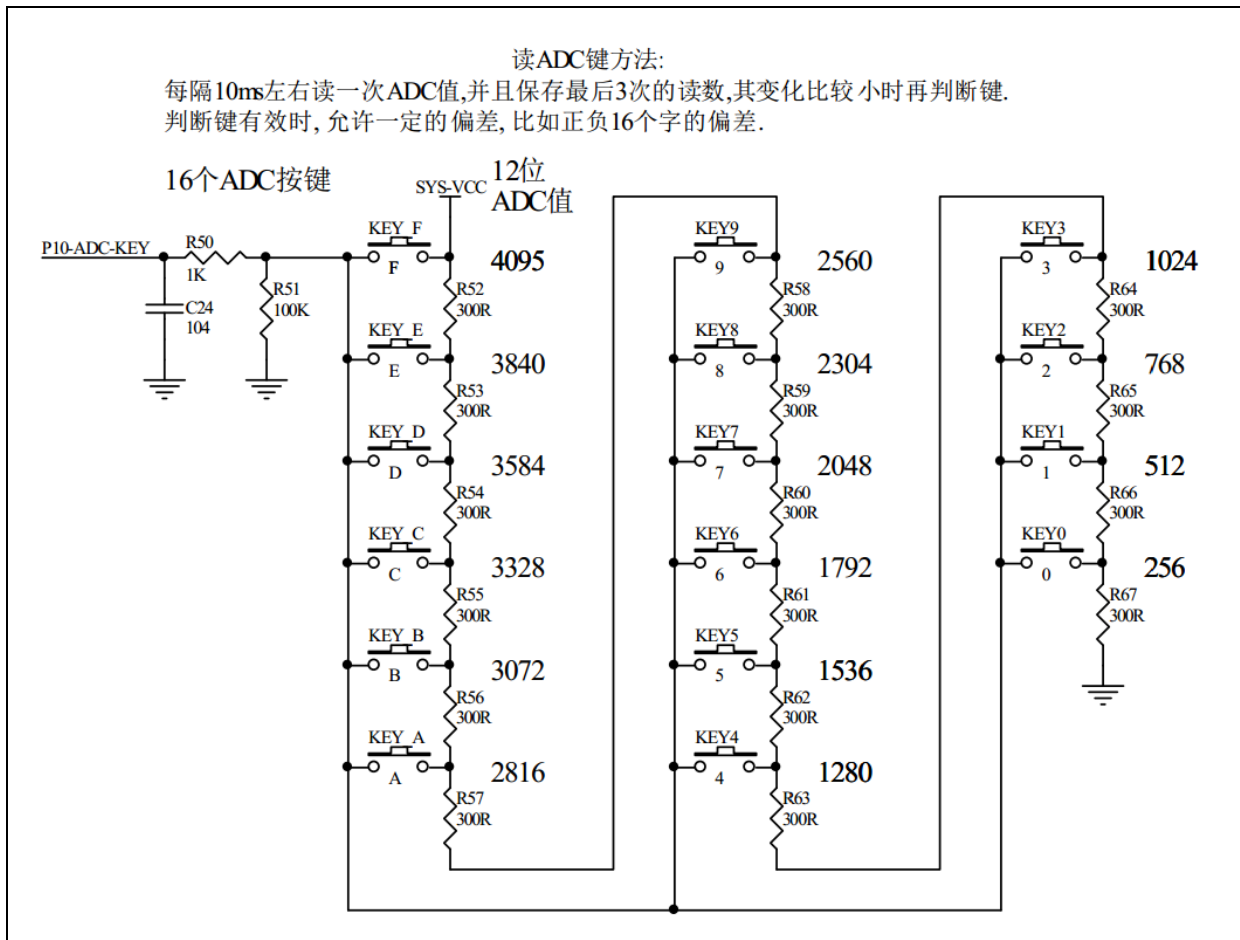 读ADC键方法:
每隔10ms左右读一次ADC值,并且保存最后3次的读数,其变化比较小时再判断键.
判断键有效时, 允许一定的偏差, 比如正负16个字的偏差.
16个ADC按键
SYS-VCC
12位
ADC值
P10-ADC-KEY
R50
1K
C24
104
R51
100K
KEY_F
F
4095
R52
300R
KEY_E
E
3840
R53
300R
KEY_D
D
3584
R54
300R
KEY_C
C
3328
R55
300R
KEY_B
B
3072
R56
300R
KEY_A
A
2816
R57
300R
KEY9
9
2560
R58
300R
KEY8
8
2304
R59
300R
KEY7
7
2048
R60
300R
KEY6
6
1792
R61
300R
KEY5
5
1536
R62
300R
KEY4
4
1280
R63
300R
KEY3
3
1024
R64
300R
KEY2
2
768
R65
300R
KEY1
1
512
R66
300R
KEY0
0
256
R67
300R